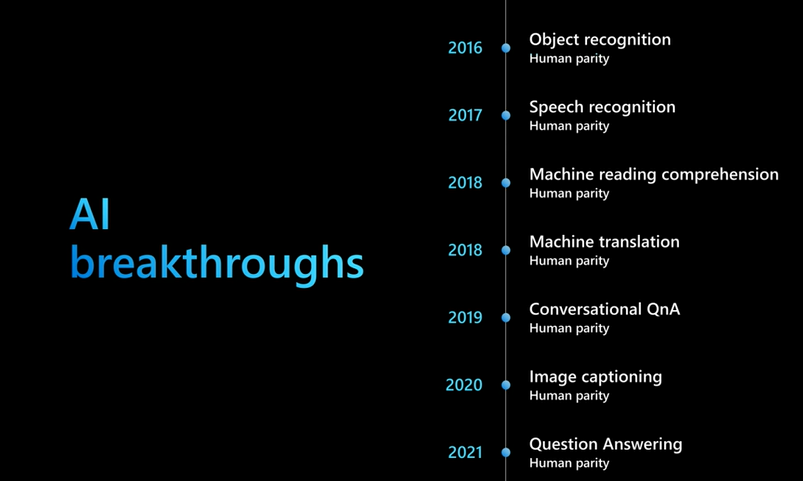 AI
breakthroughs
2016
Object recognition
Human parity
2017
Speech recognition
Human parity
2018
Machine reading comprehension
Human parity
2018
Machine translation
Human parity
2019
Conversational QnA
Human parity
2020
Image captioning
Human parity
2021
Question Answering
Human parity